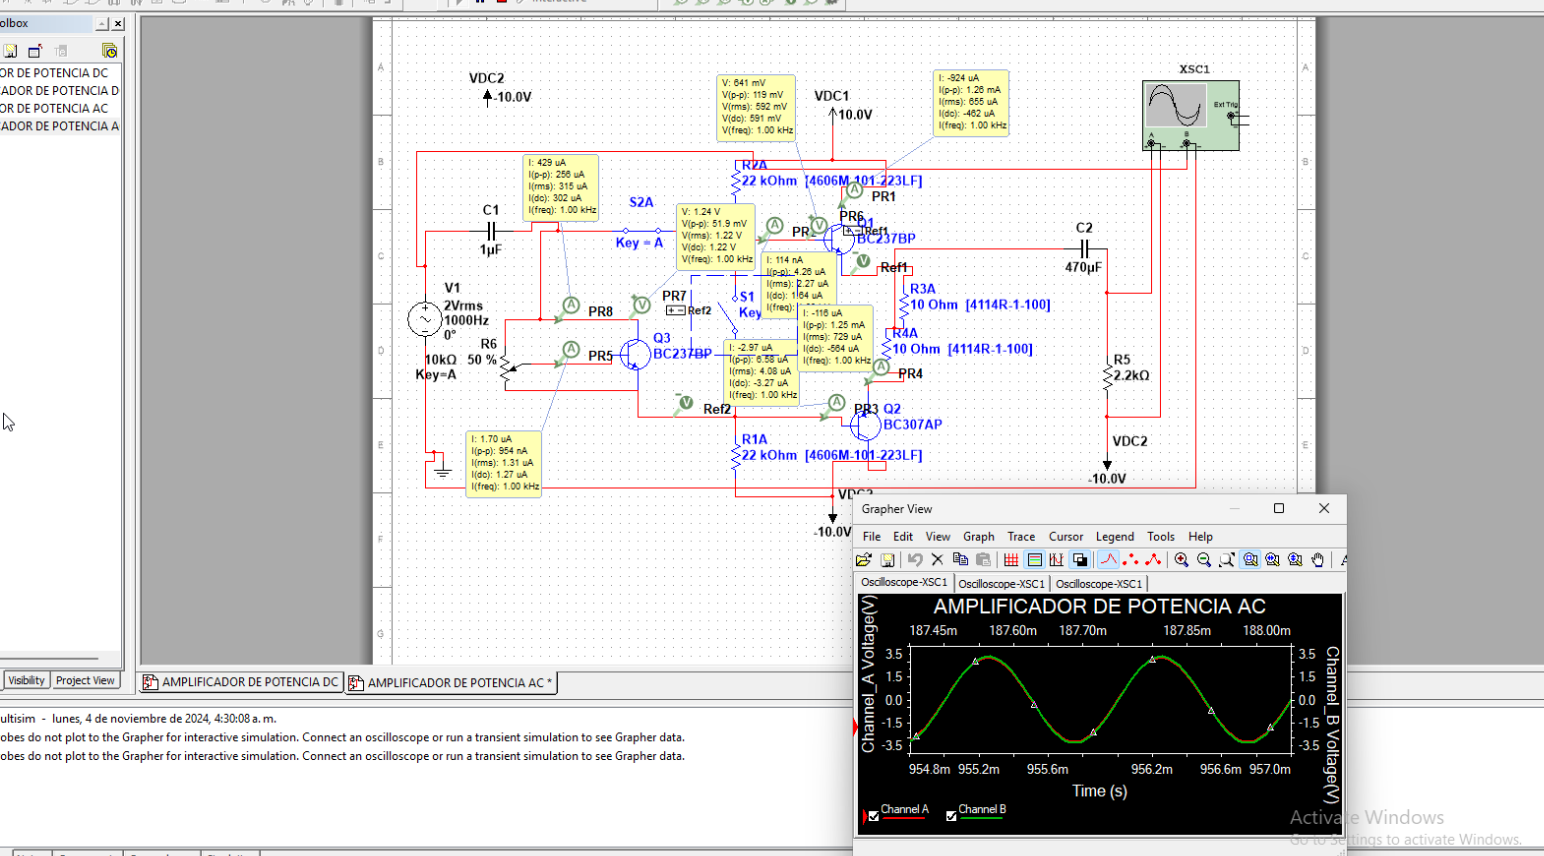 olbox
OR DE POTENCIA DC
ADOR DE POTENCIA D
OR DE POTENCIA AC
ADOR DE POTENCIA A
Visibility
Project View
A
B
C
D
E
F
G
A
B
C
D
E
VDC2
-10.0V
V: 641 mV
V(p-p): 119 mV
V(rms): 592 mV
V(dc): 591 mV
V(freq): 1.00 kHz
VDC1
10.0V
I: -924 uA
I(p-p): 1.26 mA
I(rms): 655 uA
I(dc): -462 uA
I(freq): 1.00 kHz
XSC1
Ext Trig
A
B
I: 429 uA
I(p-p): 256 uA
I(rms): 315 uA
I(dc): 302 uA
I(freq): 1.00 kHz
R2A
22 kOhm [4606M-101-223LF]
PR1
S2A
Key = A
C1
1µF
V: 1.24 V
V(p-p): 51.9 mV
V(rms): 1.22 V
V(dc): 1.22 V
V(freq): 1.00 kHz
PR6
Ref1
Q1
BC237BP
Ref1
C2
470µF
I: 114 nA
I(p-p): 4.26 uA
I(rms): 2.27 uA
I(dc): 1.64 uA
I(freq):
V1
2Vrms
1000Hz
0°
PR8
PR7
Ref2
S1
Key
R3A
10 Ohm [4114R-1-100]
I: -116 uA
I(p-p): 1.25 mA
I(rms): 729 uA
I(dc): -564 uA
I(freq): 1.00 kHz
R6
10kΩ
50 %
Key=A
PR5
Q3
BC237BP
R4A
10 Ohm [4114R-1-100]
PR4
I: -2.97 uA
I(p-p): 6.58 uA
I(rms): 4.08 uA
I(dc): -3.27 uA
I(freq): 1.00 kHz
R5
2.2kΩ
Ref2
PR3
Q2
BC307AP
I: 1.70 uA
I(p-p): 954 nA
I(rms): 1.31 uA
I(dc): 1.27 uA
I(freq): 1.00 kHz
R1A
22 kOhm [4606M-101-223LF]
VDC2
-10.0V
VDC2
-10.0V
AMPLIFICADOR DE POTENCIA DC
AMPLIFICADOR DE POTENCIA AC *
ultisim - lunes, 4 de noviembre de 2024, 4:30:08 a. m.
obes do not plot to the Grapher for interactive simulation. Connect an oscilloscope or run a transient simulation to see Grapher data.
obes do not plot to the Grapher for interactive simulation. Connect an oscilloscope or run a transient simulation to see Grapher data.
Grapher View
File Edit View Graph Trace Cursor Legend Tools Help
Oscilloscope-XSC1 Oscilloscope-XSC1 Oscilloscope-XSC1
AMPLIFICADOR DE POTENCIA AC
187.45m 187.60m 187.70m 187.85m 188.00m
Channel_A Voltage(V)
3.5
1.5
0.0
-1.5
-3.5
3.5
1.5
0.0
-1.5
-3.5
Channel_B Voltage(V)
954.8m 955.2m 955.6m 956.2m 956.6m 957.0m
Time (s)
Channel A Channel B
Activate Windows
Go to Settings to activate Windows.